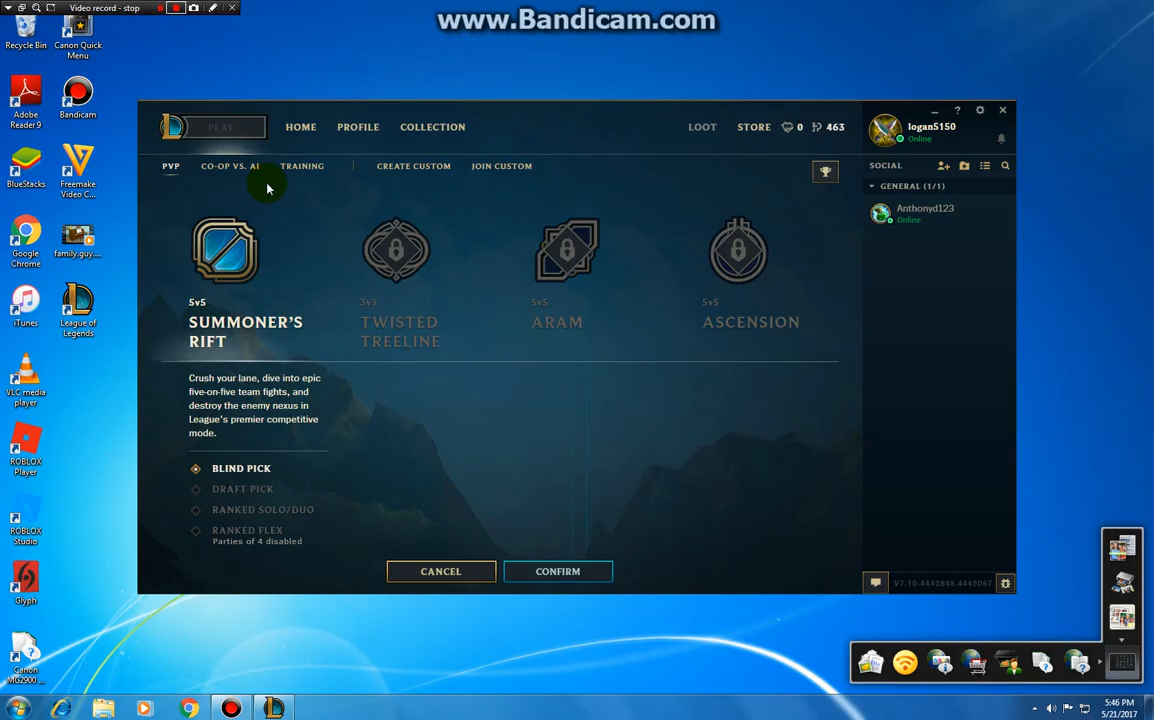 Video record - stop
www.Bandicam.com
Recycle Bin
Canon Quick
Menu
Adobe
Reader 9
Bandicam
BlueStacks
Freemake
Video C...
Google
Chrome
family.guy....
iTunes
League of
Legends
VLC media
player
ROBLOX
Player
ROBLOX
Studio
Glyph
Canon
MG2900 ...
PLAY
HOME
PROFILE
COLLECTION
LOOT
STORE
0
463
logan5150
Online
PVP
CO-OP VS. AI
TRAINING
CREATE CUSTOM
JOIN CUSTOM
SOCIAL
GENERAL (1/1)
Anthonyd123
Online
5v5
SUMMONER'S
RIFT
3v3
TWISTED
TREELINE
5v5
ARAM
5v5
ASCENSION
Crush your lane, dive into epic
five-on-five team fights, and
destroy the enemy nexus in
League's premier competitive
mode.
BLIND PICK
DRAFT PICK
RANKED SOLO/DUO
RANKED FLEX
Parties of 4 disabled
CANCEL
CONFIRM
V7.10-4442848.4442067
5:46 PM
5/21/2017